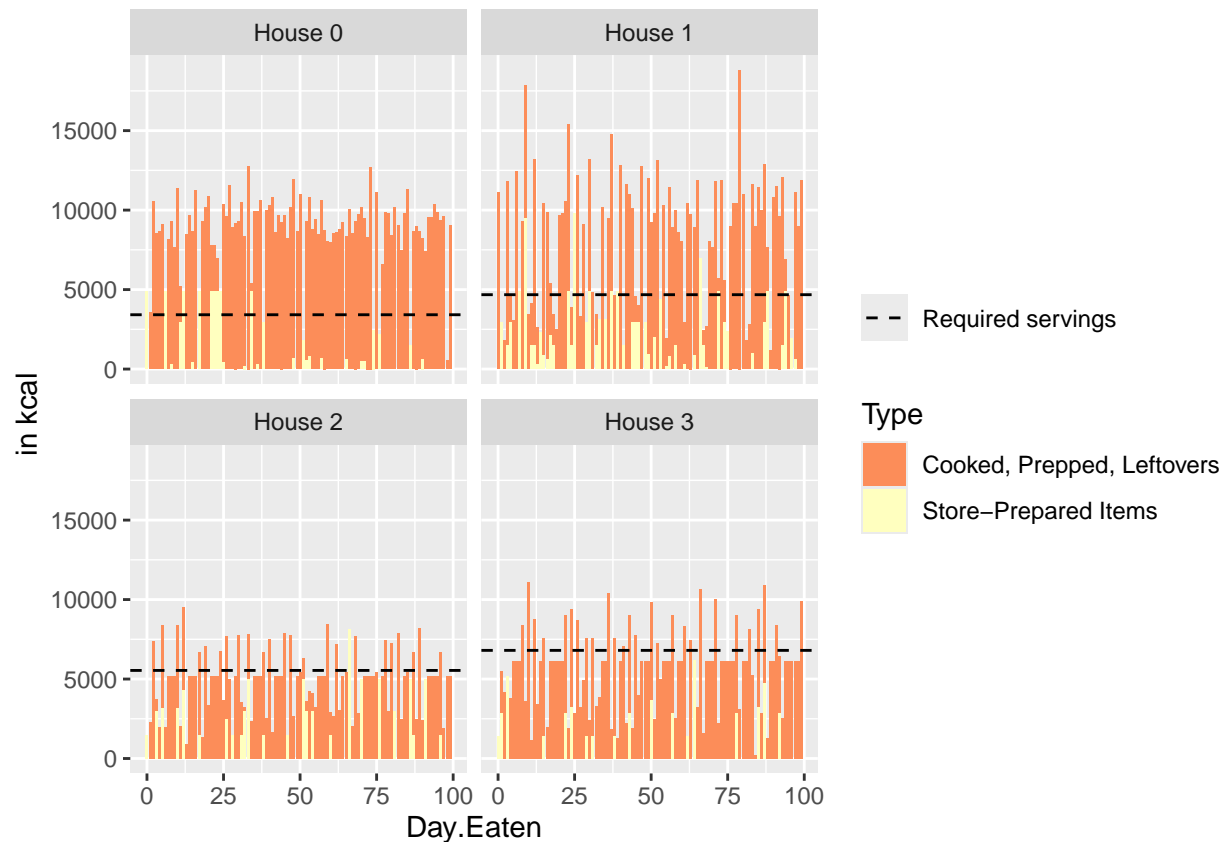 House 0
House 1
15000
10000
5000
0
House 2
House 3
15000
10000
5000
0
0
25
50
75
100
0
25
50
75
100
in kcal
Day.Eaten
Required servings
Type
Cooked, Prepped, Leftovers
Store−Prepared Items